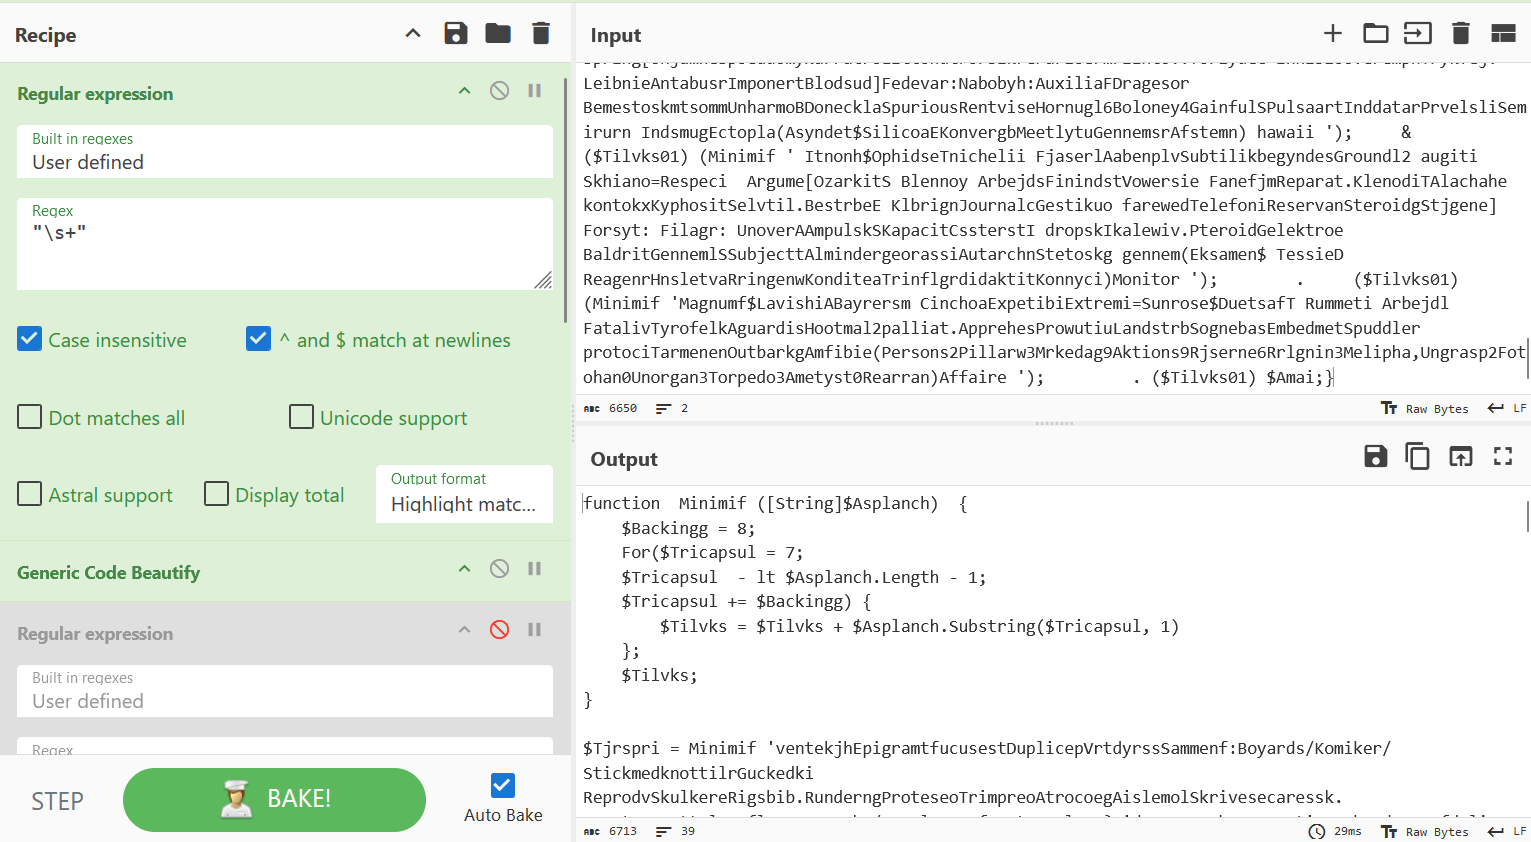 Recipe
Regular expression
Built in regexes
User defined
Regex
"\s+"
Case insensitive
^ and $ match at newlines
Dot matches all
Unicode support
Astral support
Display total
Output format
Highlight matc...
Generic Code Beautify
Regular expression
Built in regexes
User defined
Regex
STEP
BAKE!
Auto Bake
Input
LeibnieAntabusrImponertBlodsud]Fedevar:Nabobyh:AuxiliaFDragesor
BemestoskmtsommUnharmoBDonecklaSpuriousRentviseHornugl6Boloney4GainfulSPulsaartInddatarPrvelsliSem
irurn IndsmugEctopla(Asyndet$SilicoaEKonvergbMeetlytuGennemsrAfstemn) hawaii ');     &
($Tilvks01) (Minimif ' Itnonh$OphidseTnichelii FjaserlAabenplvSubtilikbegyndesGroundl2 augiti
Skhiano=Respeci  Argume[OzarkitS Blennoy ArbejdsFinindstVowersie FanefjmReparat.KlenodiTAlachahe
kontokxKyphositSelvtil.BestrbeE KlbrignJournalcGestikuo farewedTelefoniReservanSteroidgStjgene]
Forsyt: Filagr: UnoverAAmpulskSKapacitCssterstI dropskIkalewiv.PteroidGelektroe
BaldritGennemlSSubjecttAlmindergeorassiAutarchnStetoskg gennem(Eksamen$ TessieD
ReagenrHnsletvaRringenwKonditeaTrinflgrdidaktitKonnyci)Monitor ');        .     ($Tilvks01)
(Minimif 'Magnumf$LavishiABayrersm CinchoaExpetibiExtremi=Sunrose$DuetsafT Rummeti Arbejdl
FatalivTyrofelkAguardisHootmal2palliat.ApprehesProwutiuLandstrbSognebasEmbedmetSpuddler
protociTarmenenOutbarkgAmfibie(Persons2Pillarw3Mrkedag9Aktions9Rjserne6Rrlgnin3Melipha,Ungrasp2Fot
ohan0Unorgan3Torpedo3Ametyst0Rearran)Affaire ');         . ($Tilvks01) $Amai;}
ABC 6650
2
Raw Bytes
LF
Output
function  Minimif ([String]$Asplanch)  {
$Backingg = 8;
For($Tricapsul = 7;
$Tricapsul  - lt $Asplanch.Length - 1;
$Tricapsul += $Backingg) {
$Tilvks = $Tilvks + $Asplanch.Substring($Tricapsul, 1)
};
$Tilvks;
}
$Tjrspri = Minimif 'ventekjhEpigramtfucusestDuplicepVrtdyrssSammenf:Boyards/Komiker/
StickmedknottilrGuckedki
ReprodvSkulkereRigsbib.RunderngProteseoTrimpreoAtrocoegAislemolSkrivesecaressk.
ABC 6713
39
29ms
Raw Bytes
LF